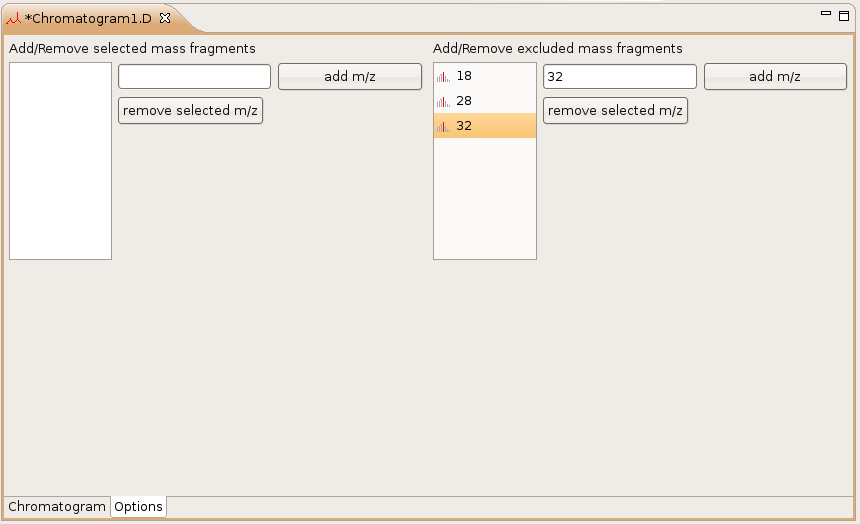 *Chromatogram1.D
Add/Remove selected mass fragments
add m/z
remove selected m/z
Add/Remove excluded mass fragments
18
28
32
32
add m/z
remove selected m/z
Chromatogram
Options